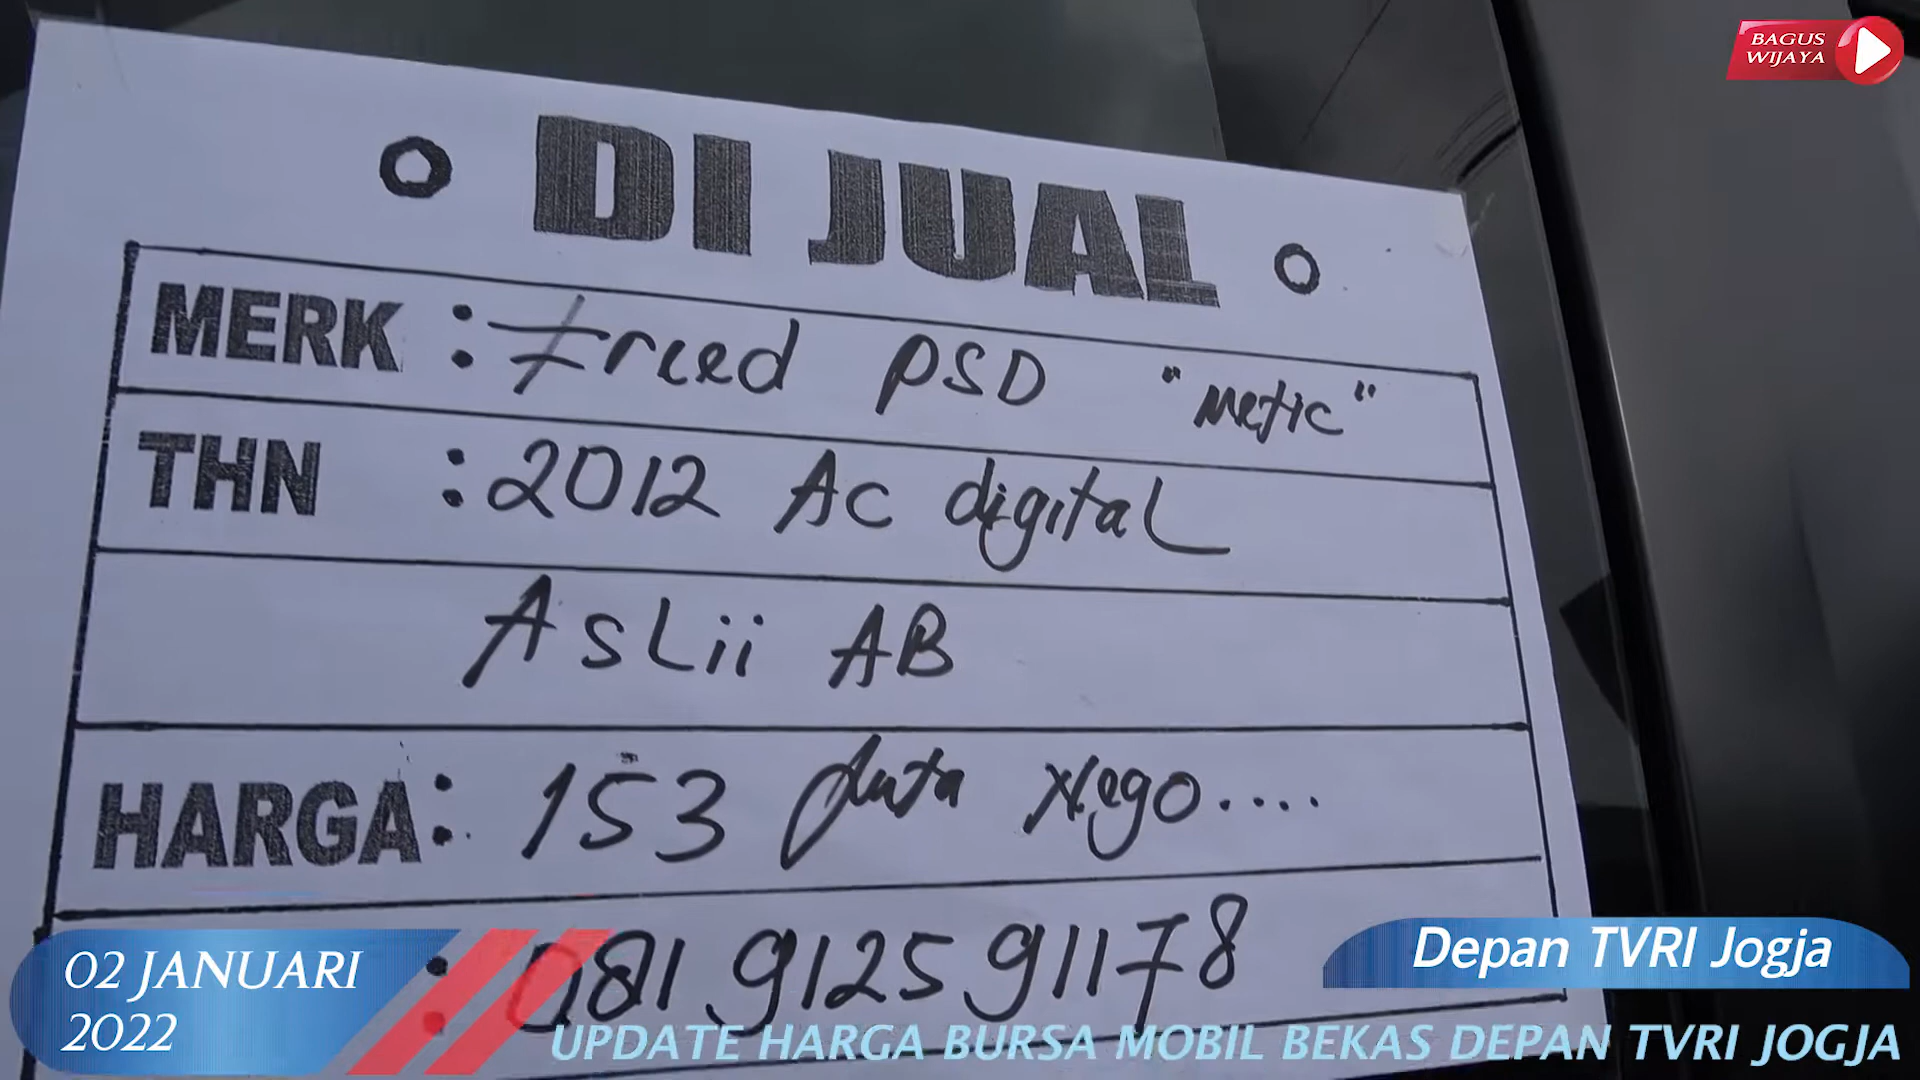 BAGUS
WIJAYA
DI JUAL
MERK : Freed PSD "Metic"
THN : 2012 Ac digital
Aslii AB
HARGA : 153 Juta Nego....
: 081 9125 91178
02 JANUARI
2022
Depan TVRI Jogja
UPDATE HARGA BURSA MOBIL BEKAS DEPAN TVRI JOGJA